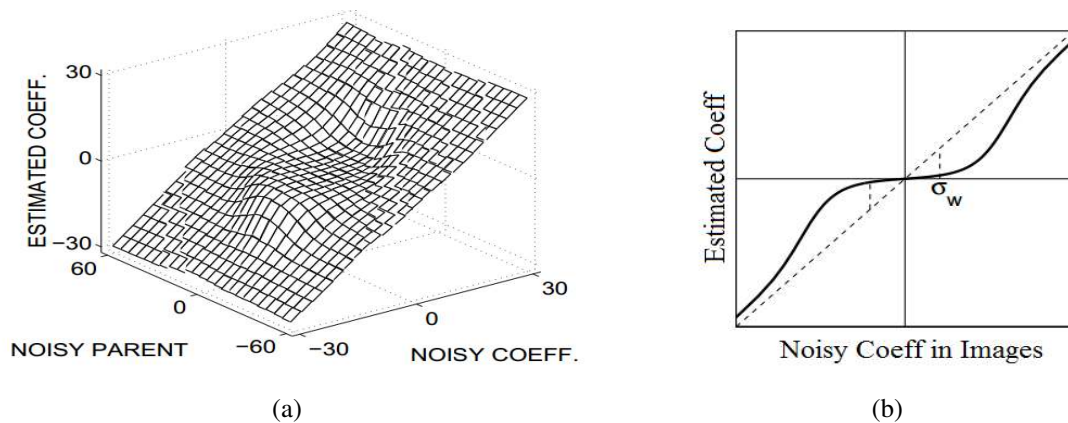 30
0
−30
ESTIMATED COEFF.
60
0
−60
NOISY PARENT
−30
0
30
NOISY COEFF.
(a)
Estimated Coeff
σw
Noisy Coeff in Images
(b)